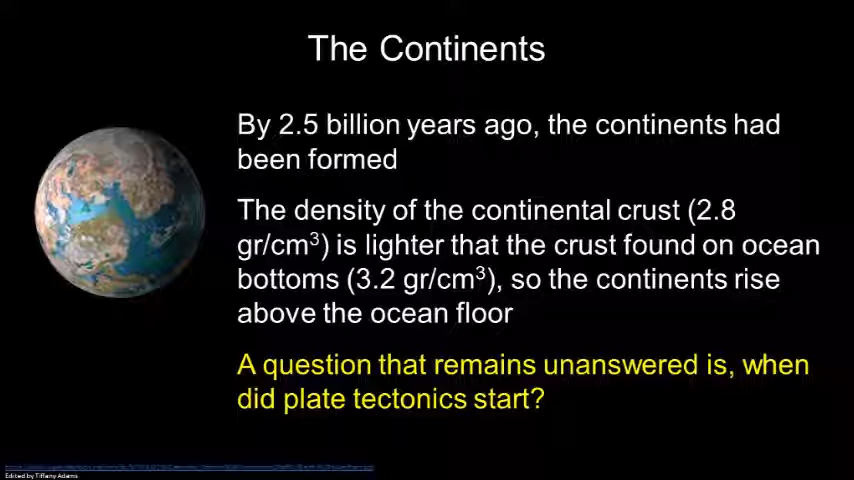 The Continents
By 2.5 billion years ago, the continents had
been formed
The density of the continental crust (2.8
gr/cm³) is lighter that the crust found on ocean
bottoms (3.2 gr/cm³), so the continents rise
above the ocean floor
A question that remains unanswered is, when
did plate tectonics start?
Edited by Tiffany Adams